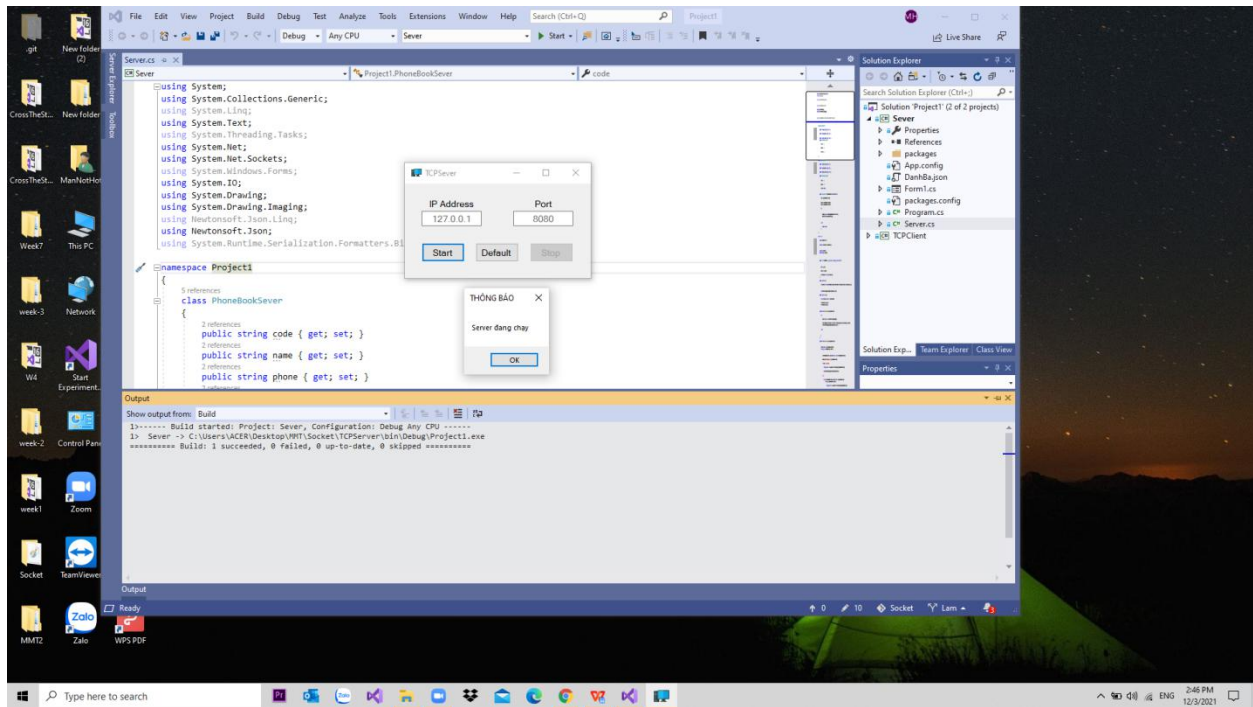 File Edit View Project Build Debug Test Analyze Tools Extensions Window Help Search (Ctrl+Q) Project1 MH
Debug Any CPU Sever Start Live Share
.git
New folder (2)
CrossTheSt...
New folder
CrossTheSt...
ManNotHot
Week7
This PC
week-3
Network
W4
Start Experiment...
week-2
Control Pane
week1
Zoom
Socket
TeamViewer
MMT2
Zalo
WPS PDF
Server Explorer
Toolbox
Server.cs
Sever Project1.PhoneBookSever code
using System;
using System.Collections.Generic;
using System.Linq;
using System.Text;
using System.Threading.Tasks;
using System.Net;
using System.Net.Sockets;
using System.Windows.Forms;
using System.IO;
using System.Drawing;
using System.Drawing.Imaging;
using Newtonsoft.Json.Linq;
using Newtonsoft.Json;
using System.Runtime.Serialization.Formatters.Bi
namespace Project1
{
5 references
class PhoneBookSever
{
2 references
public string code { get; set; }
2 references
public string name { get; set; }
2 references
public string phone { get; set; }
TCPSever
IP Address Port
127.0.0.1 8080
Start Default Stop
THÔNG BÁO
Server đang chạy
OK
Solution Explorer
Search Solution Explorer (Ctrl+;)
Solution 'Project1' (2 of 2 projects)
Sever
Properties
References
packages
App.config
DanhBa.json
Form1.cs
packages.config
Program.cs
Server.cs
TCPClient
Solution Exp... Team Explorer Class View
Properties
Output
Show output from: Build
1>------ Build started: Project: Sever, Configuration: Debug Any CPU ------
1> Sever -> C:\Users\ACER\Desktop\MMT\Socket\TCPServer\bin\Debug\Project1.exe
========== Build: 1 succeeded, 0 failed, 0 up-to-date, 0 skipped ==========
Output
Ready 0 10 Socket Lam 3
Type here to search
ENG
2:46 PM
12/3/2021